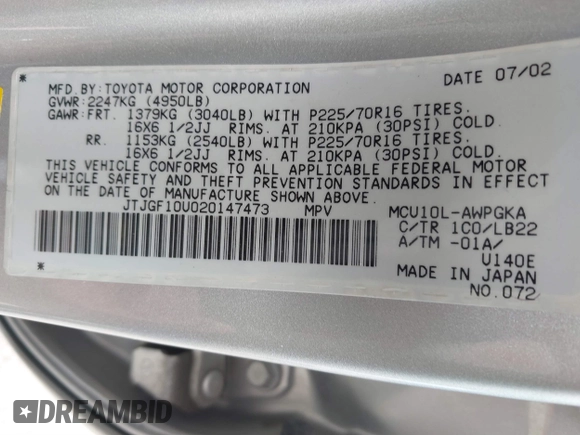 MFD.BY:TOYOTA MOTOR CORPORATION DATE 07/02
GVWR:2247KG (4950LB)
GAWR:FRT. 1379KG (3040LB) WITH P225/70R16 TIRES.
16X6 1/2JJ RIMS. AT 210KPA (30PSI) COLD.
RR. 1153KG (2540LB) WITH P225/70R16 TIRES.
16X6 1/2JJ RIMS. AT 210KPA (30PSI) COLD.
THIS VEHICLE CONFORMS TO ALL APPLICABLE FEDERAL MOTOR
VEHICLE SAFETY AND THEFT PREVENTION STANDARDS IN EFFECT
ON THE DATE OF MANUFACTURE SHOWN ABOVE.
JTJGF10U020147473 MPV MCU10L-AWPGKA
C/TR 1C0/LB22
A/TM -01A/
U140E
MADE IN JAPAN
NO.072
DREAMBID